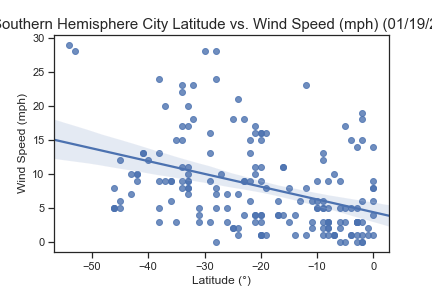 Southern Hemisphere City Latitude vs. Wind Speed (mph) (01/19/2
30
25
20
15
10
5
0
Wind Speed (mph)
−50 −40 −30 −20 −10 0
Latitude (°)